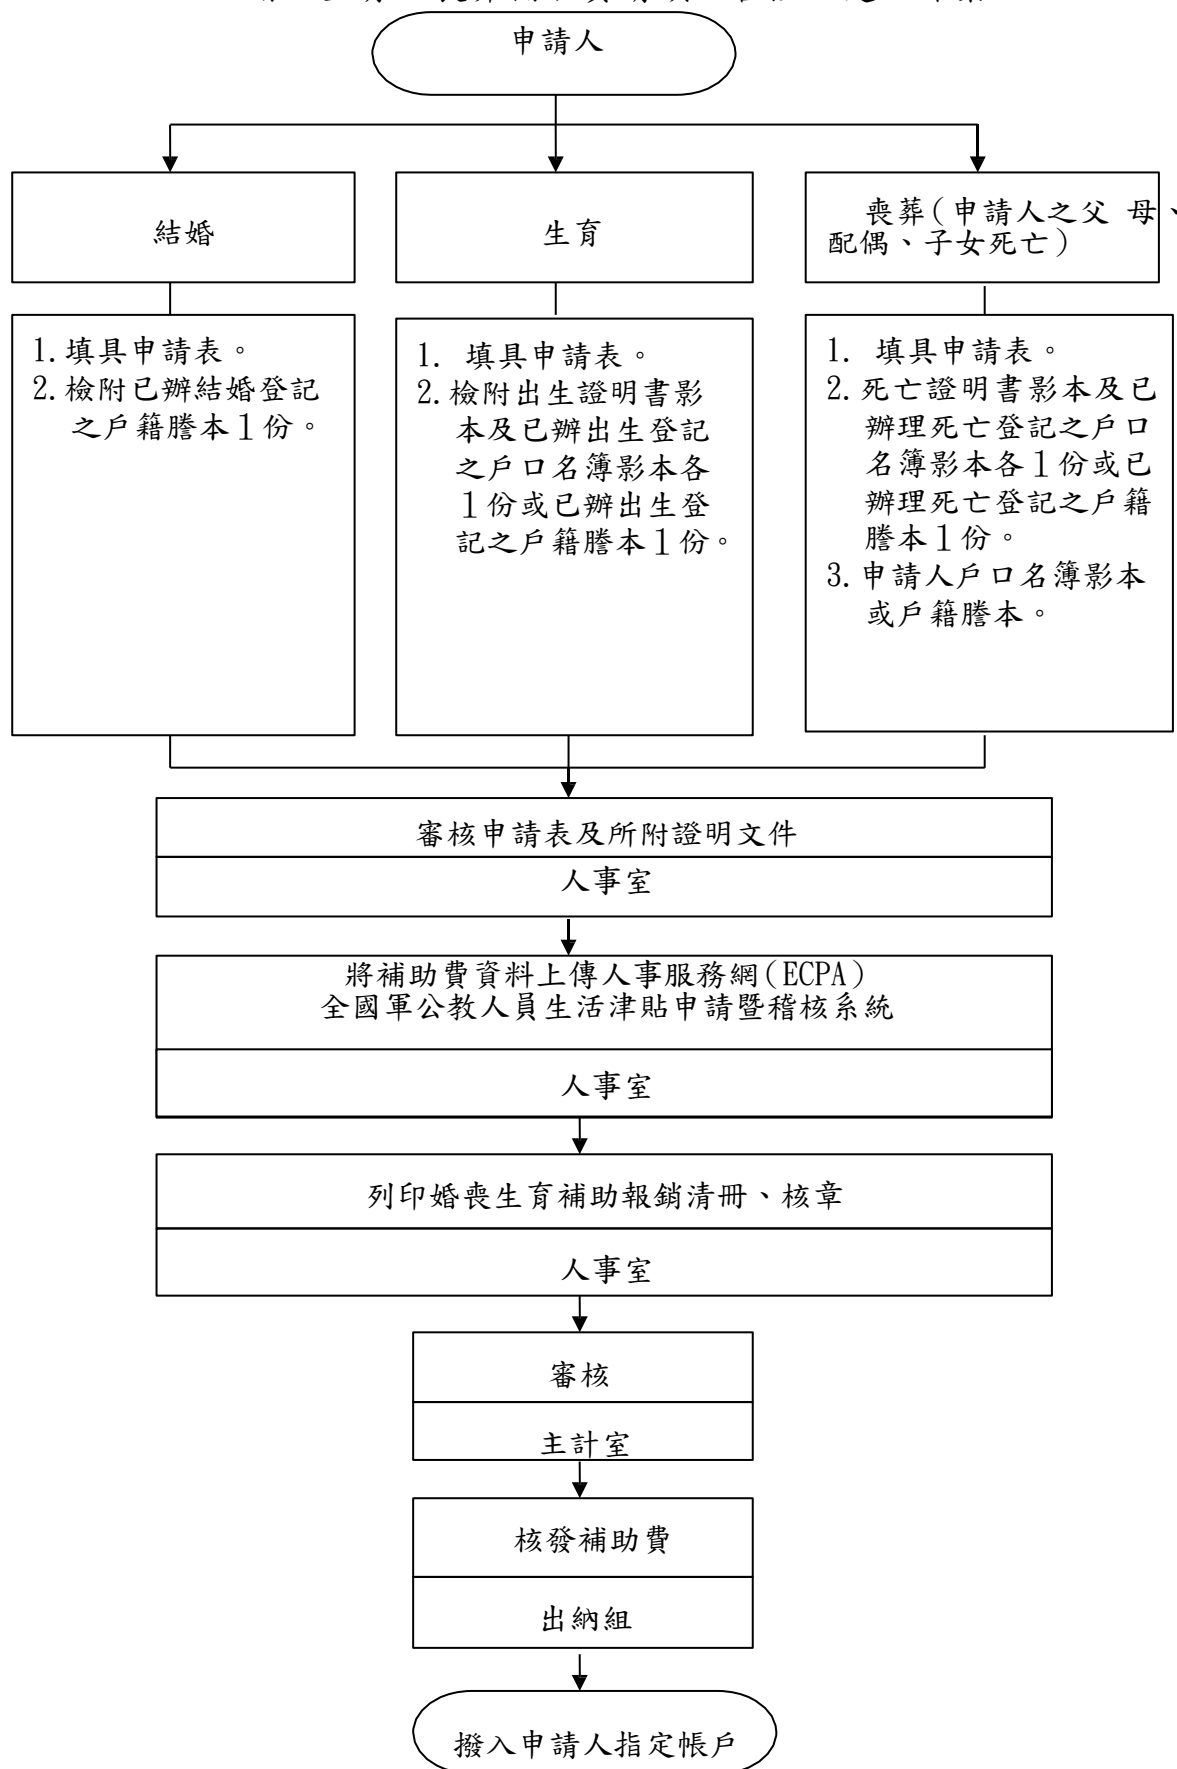 申請人
結婚
生育
喪葬(申請人之父 母、
配偶、子女死亡)
1.填具申請表。
2.檢附已辦結婚登記
之戶籍謄本１份。
1. 填具申請表。
2.檢附出生證明書影
本及已辦出生登記
之戶口名簿影本各
１份或已辦出生登
記之戶籍謄本１份。
1. 填具申請表。
2.死亡證明書影本及已
辦理死亡登記之戶口
名簿影本各１份或已
辦理死亡登記之戶籍
謄本１份。
3.申請人戶口名簿影本
或戶籍謄本。
審核申請表及所附證明文件
人事室
將補助費資料上傳人事服務網(ECPA)
全國軍公教人員生活津貼申請暨稽核系統
人事室
列印婚喪生育補助報銷清冊、核章
人事室
審核
主計室
核發補助費
出納組
撥入申請人指定帳戶